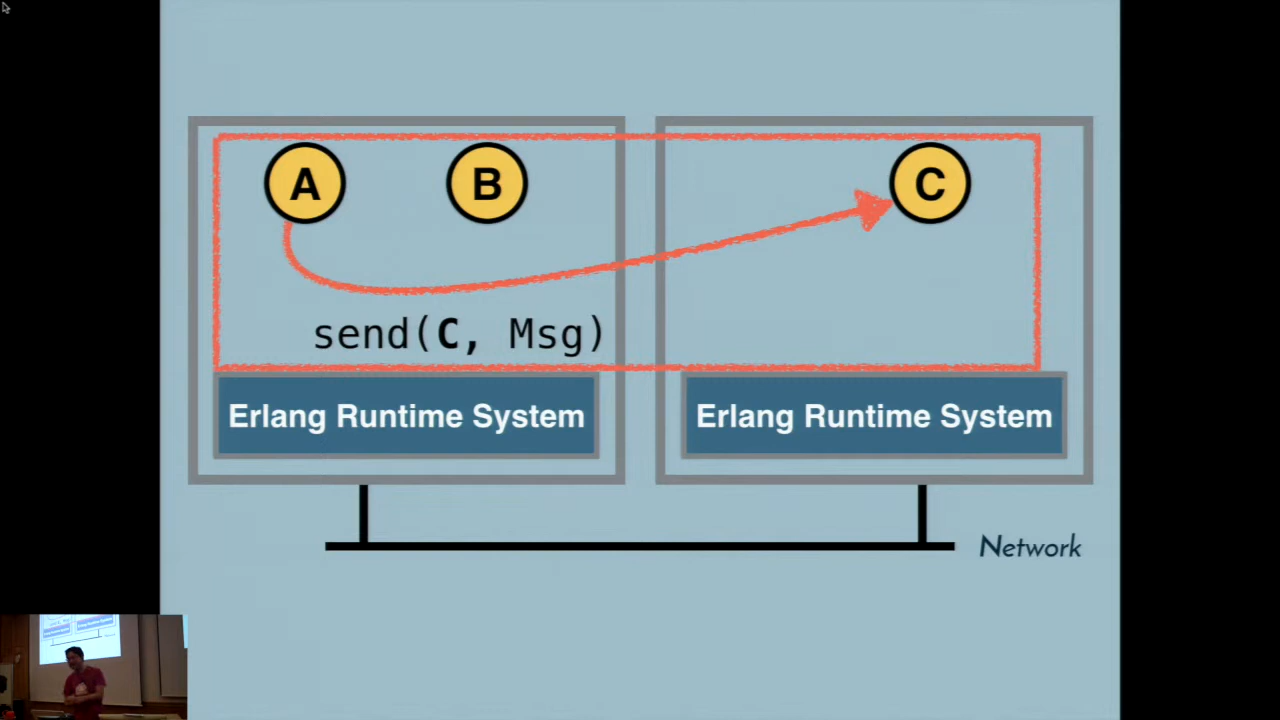 A
B
C
send(C, Msg)
Erlang Runtime System
Erlang Runtime System
Network